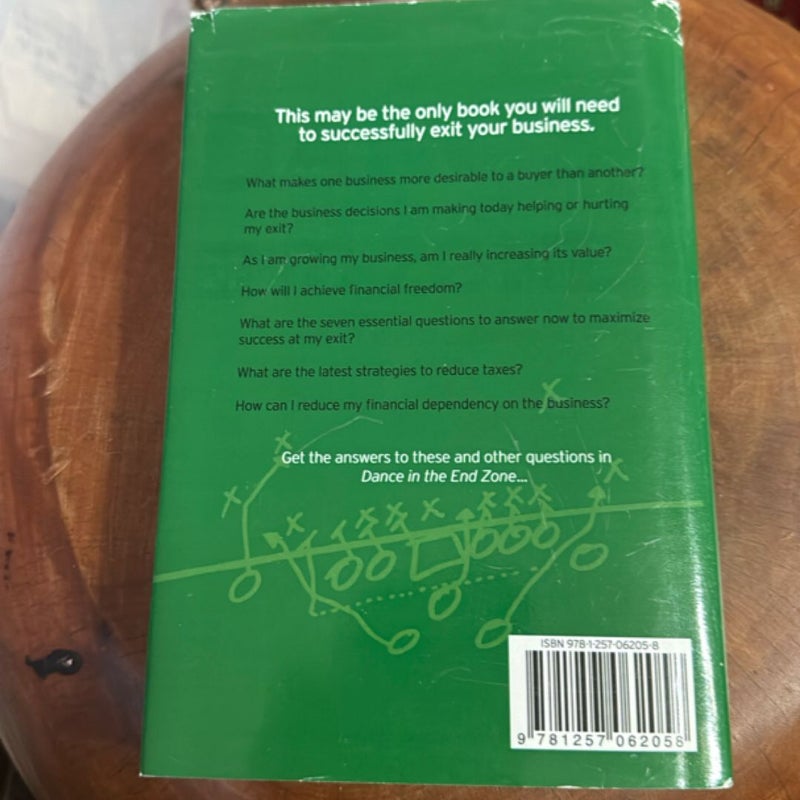 This may be the only book you will need
to successfully exit your business.
What makes one business more desirable to a buyer than another?
Are the business decisions I am making today helping or hurting
my exit?
As I am growing my business, am I really increasing its value?
How will I achieve financial freedom?
What are the seven essential questions to answer now to maximize
success at my exit?
What are the latest strategies to reduce taxes?
How can I reduce my financial dependency on the business?
Get the answers to these and other questions in
Dance in the End Zone...
ISBN 978-1-257-06205-8
9 781257 062058